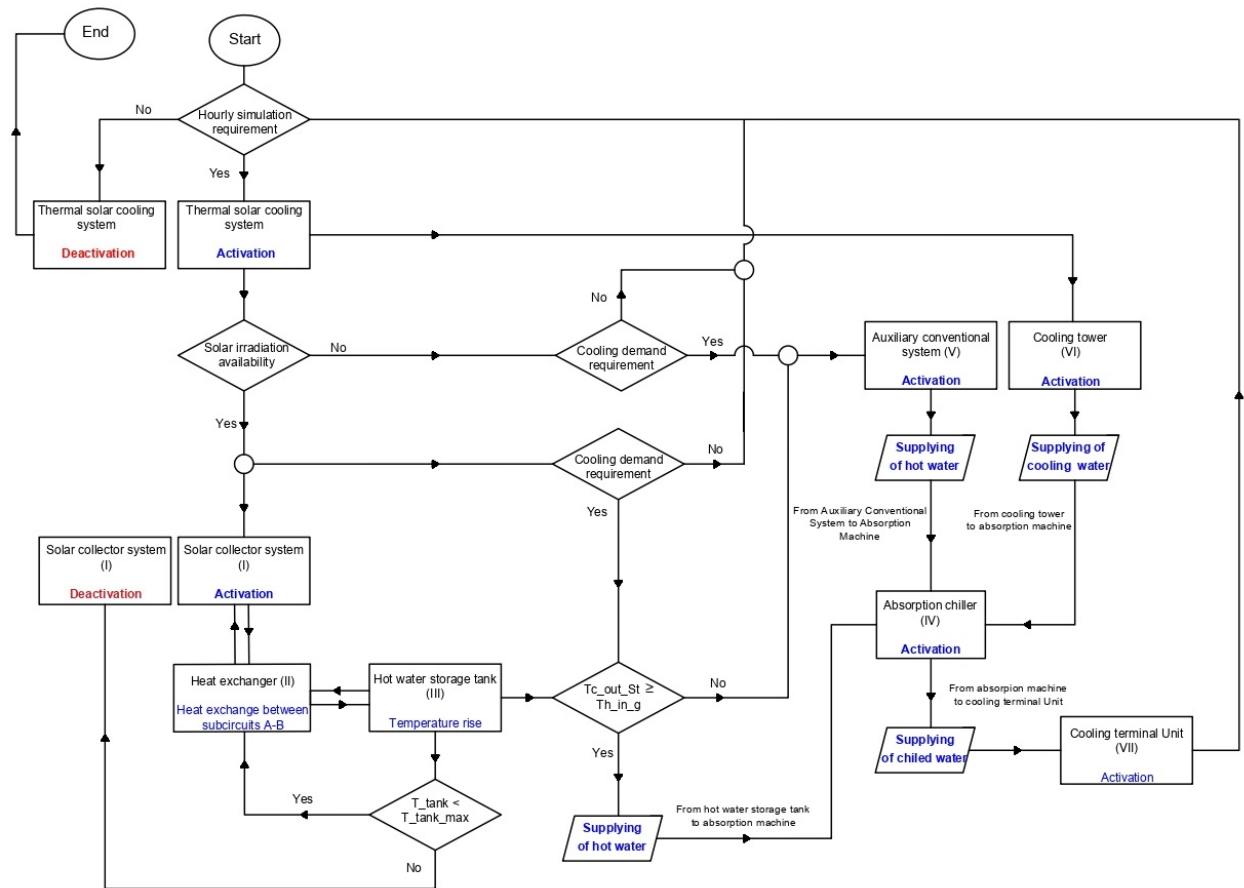 End
Start
No
Hourly simulation
requirement
Yes
Thermal solar cooling
system
Deactivation
Thermal solar cooling
system
Activation
Solar irradiation
availability
No
No
Cooling demand
requirement
Yes
Auxiliary conventional
system (V)
Activation
Cooling tower
(VI)
Activation
Yes
Cooling demand
requirement
No
Supplying
of hot water
Supplying of
cooling water
Yes
From Auxiliary Conventional
System to Absorption
Machine
From cooling tower
to absorption machine
Solar collector system
(I)
Deactivation
Solar collector system
(I)
Activation
Absorption chiller
(IV)
Activation
Heat exchanger (II)
Heat exchange between
subcircuits A-B
Hot water storage tank
(III)
Temperature rise
Tc_out_St ≥
Th_in_g
No
From absorpion machine
to cooling terminal Unit
Supplying
of chiled water
Cooling terminal Unit
(VII)
Activation
Yes
Yes
T_tank <
T_tank_max
From hot water storage tank
to absorption machine
Supplying
of hot water
No